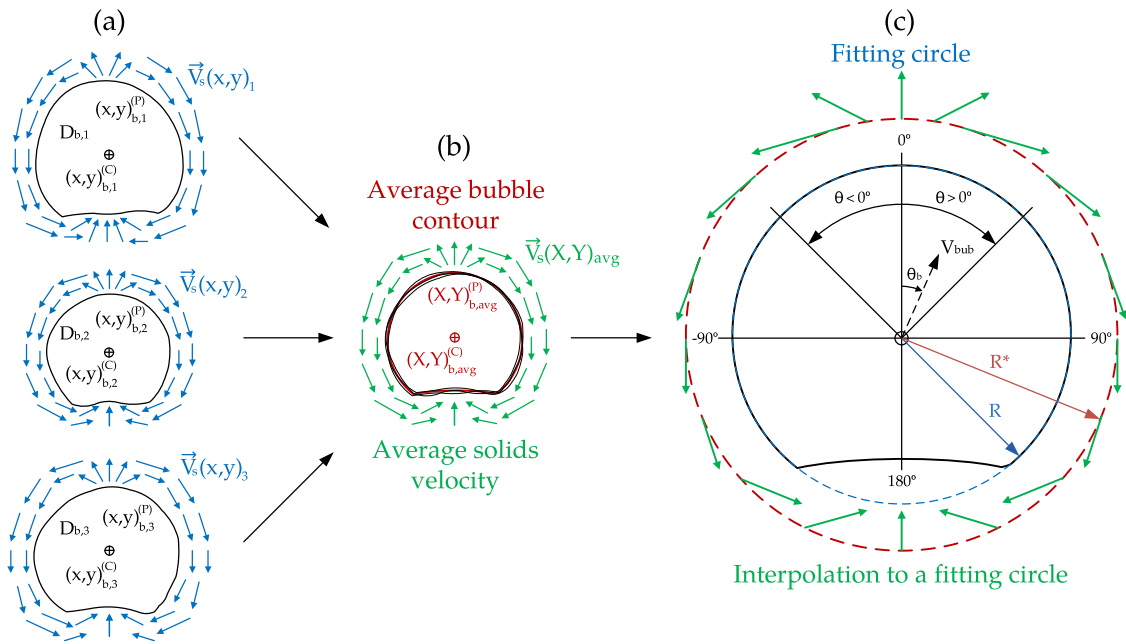 (a)
V⃗s(x,y)1
(x,y)b,1(P)
Db,1
(x,y)b,1(C)
V⃗s(x,y)2
(x,y)b,2(P)
Db,2
(x,y)b,2(C)
V⃗s(x,y)3
(x,y)b,3(P)
Db,3
(x,y)b,3(C)
(b)
Average bubble
contour
V⃗s(X,Y)avg
(X,Y)b,avg(P)
(X,Y)b,avg(C)
Average solids
velocity
(c)
Fitting circle
0º
θ < 0º
θ > 0º
Vbub
θb
-90º
90º
R*
R
180º
Interpolation to a fitting circle